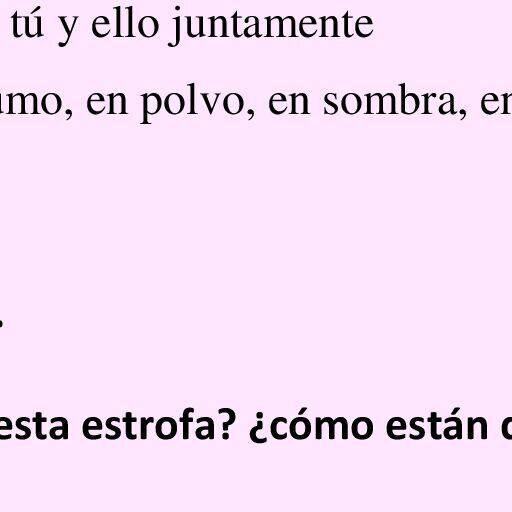 tú y ello juntamente
umo, en polvo, en sombra, en
.
esta estrofa? ¿cómo están